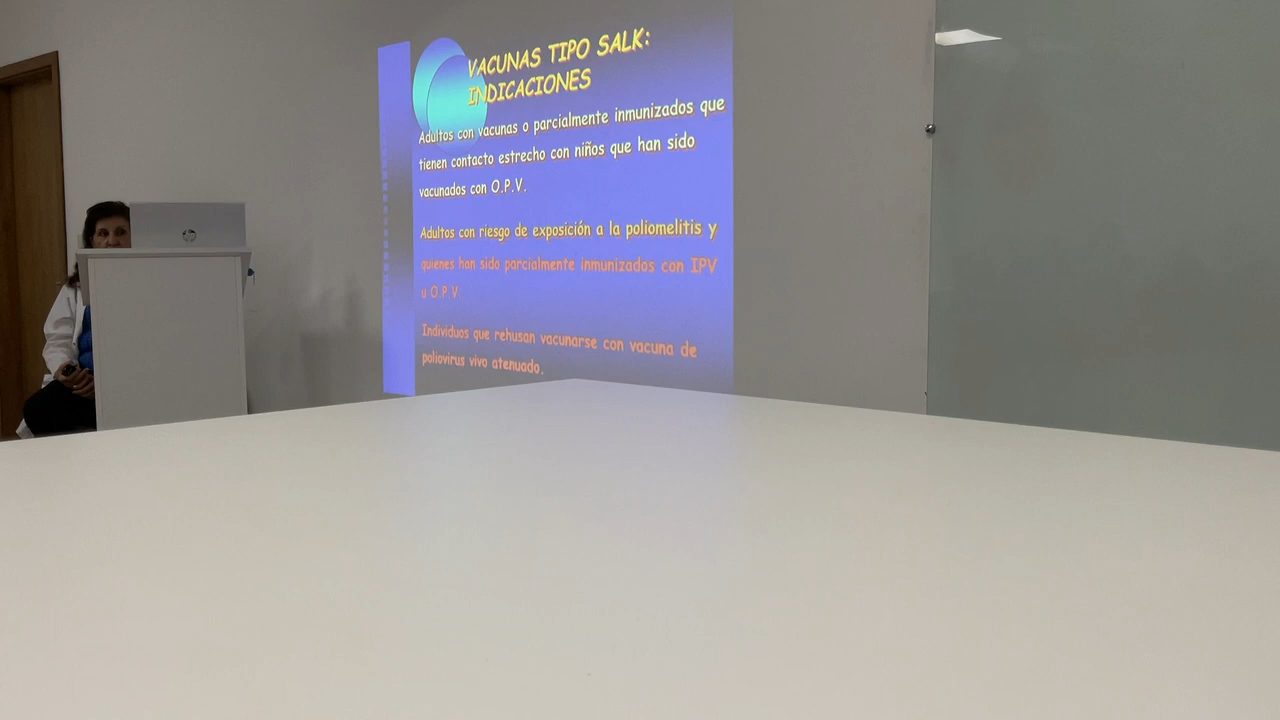 VACUNAS TIPO SALK:
INDICACIONES
Adultos con vacunas o parcialmente inmunizados que
tienen contacto estrecho con niños que han sido
vacunados con O.P.V.
Adultos con riesgo de exposición a la poliomelitis y
quienes han sido parcialmente inmunizados con IPV
u O.P.V
Individuos que rehusan vacunarse con vacuna de
poliovirus vivo atenuado.